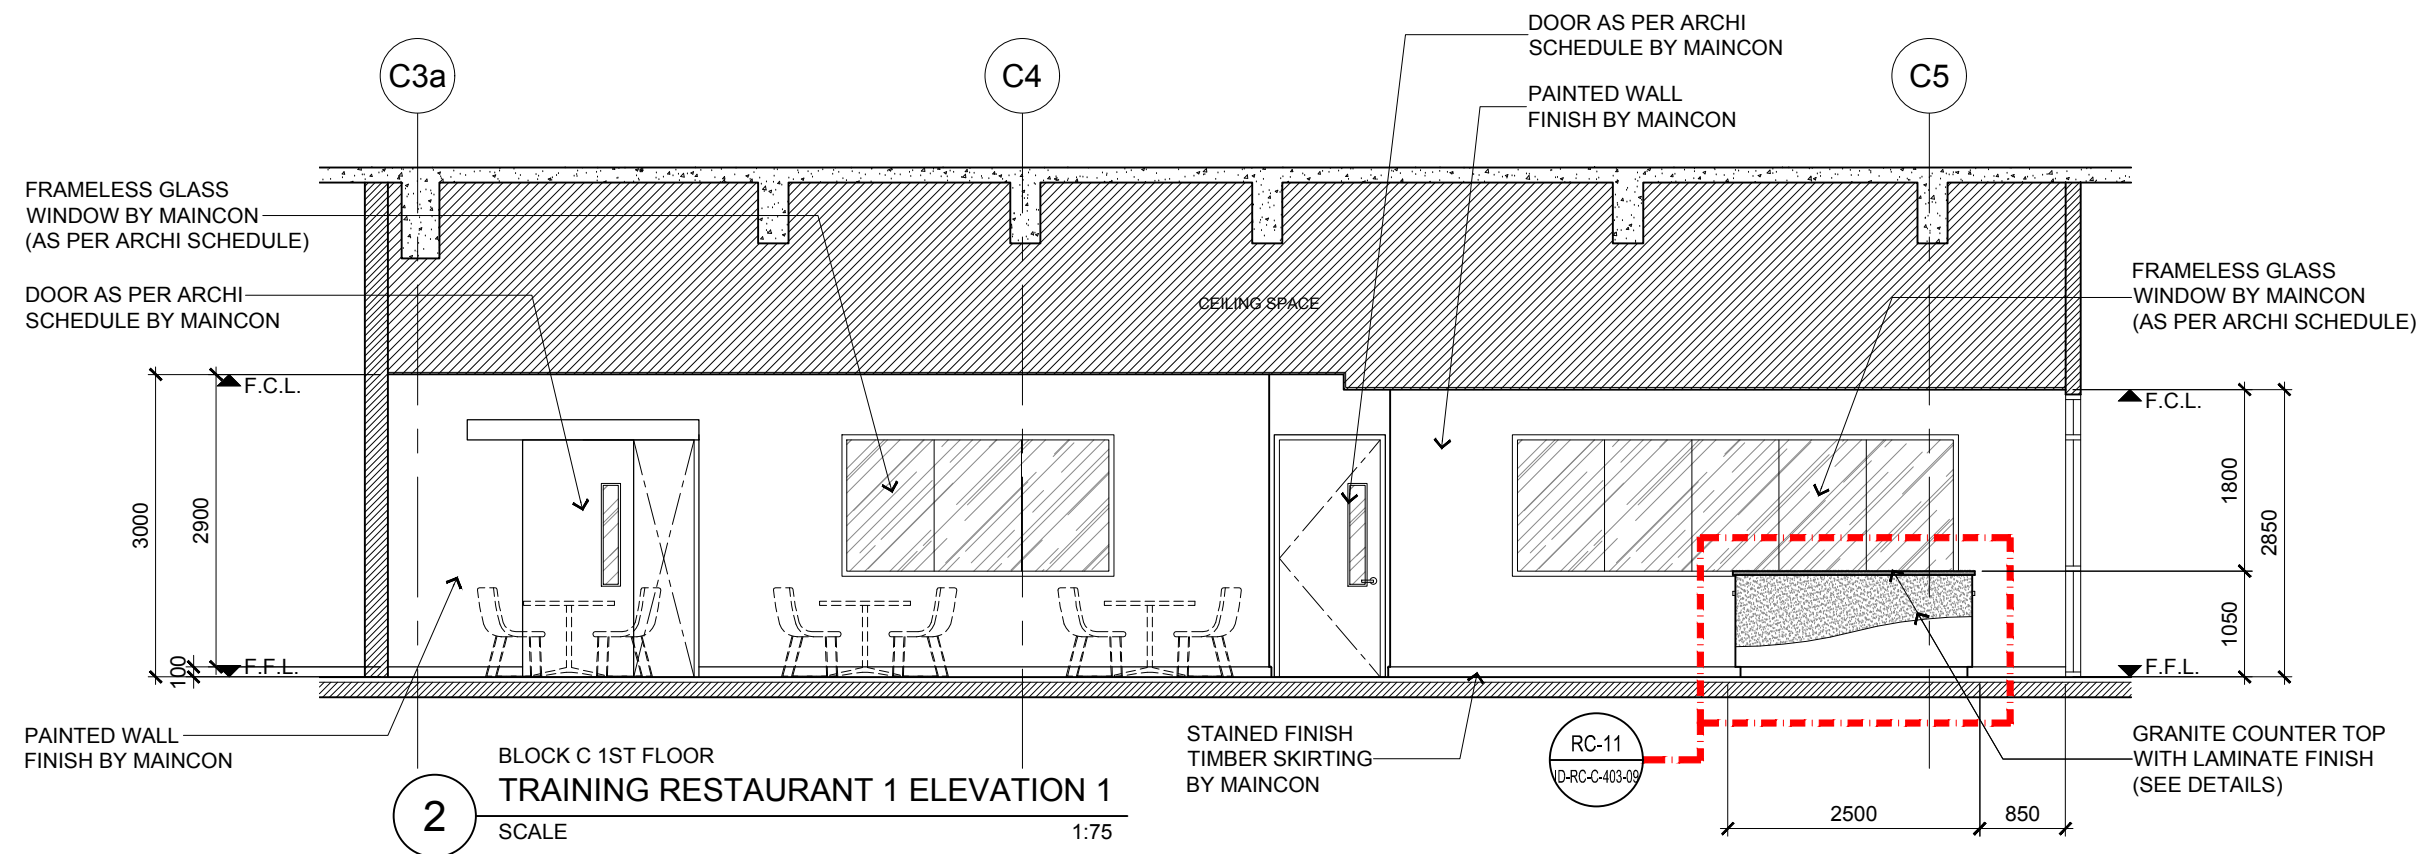 C3a
C4
C5
DOOR AS PER ARCHI
SCHEDULE BY MAINCON
PAINTED WALL
FINISH BY MAINCON
FRAMELESS GLASS
WINDOW BY MAINCON
(AS PER ARCHI SCHEDULE)
DOOR AS PER ARCHI
SCHEDULE BY MAINCON
CEILING SPACE
FRAMELESS GLASS
WINDOW BY MAINCON
(AS PER ARCHI SCHEDULE)
F.C.L.
F.C.L.
3000
2900
100
F.F.L.
1800
2850
1050
F.F.L.
PAINTED WALL
FINISH BY MAINCON
STAINED FINISH
TIMBER SKIRTING
BY MAINCON
RC-11
ID-RC-C-403-09
GRANITE COUNTER TOP
WITH LAMINATE FINISH
(SEE DETAILS)
2500
850
2
BLOCK C 1ST FLOOR
TRAINING RESTAURANT 1 ELEVATION 1
SCALE 1:75